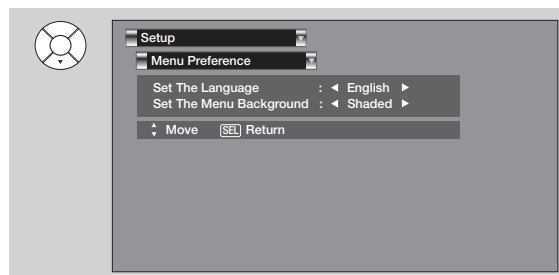 Setup
Menu Preference
Set The Language : ◄ English ►
Set The Menu Background : ◄ Shaded ►
Move SEL Return